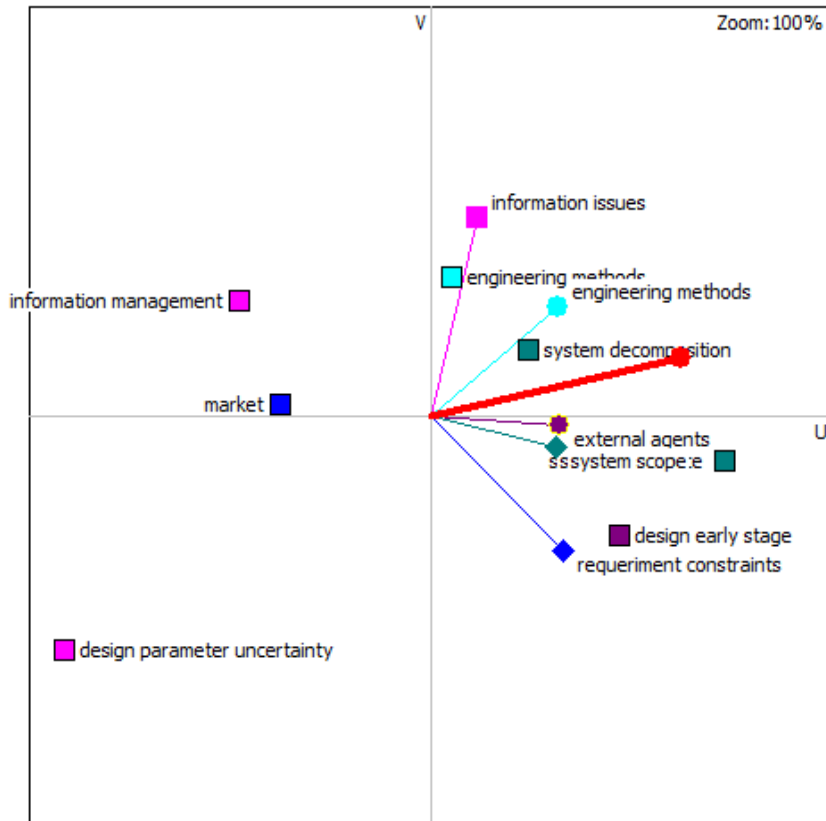 V
Zoom:100%
information issues
engineering methods
engineering methods
information management
system decomposition
market
U
external agents
system scope
design early stage
requeriment constraints
design parameter uncertainty